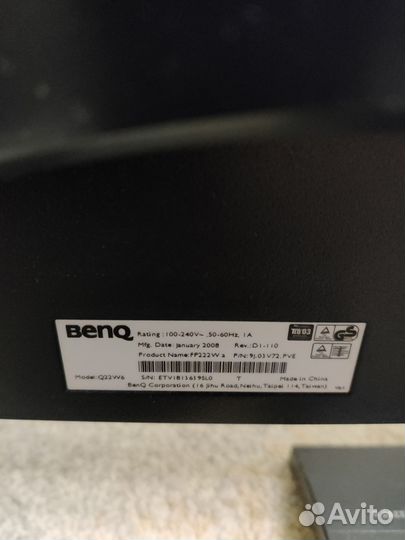 BenQ
Rating : 100-240V~ ,50-60Hz, 1A
Mfg. Date: January 2008 Rev.: D1-110
Product Name: FP222W a P/N: 9J.03V72.PVE
Model: Q22W6 S/N: ETV1813619SL0 T Made in China
BenQ Corporation (16 Jihu Road, Neihu, Taipei 114, Taiwan)
Avito